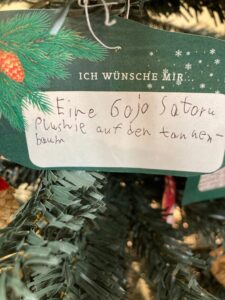 ICH WÜNSCHE MIR...
Eine Gojo Satoru
Plushie auf den tannen-
baum